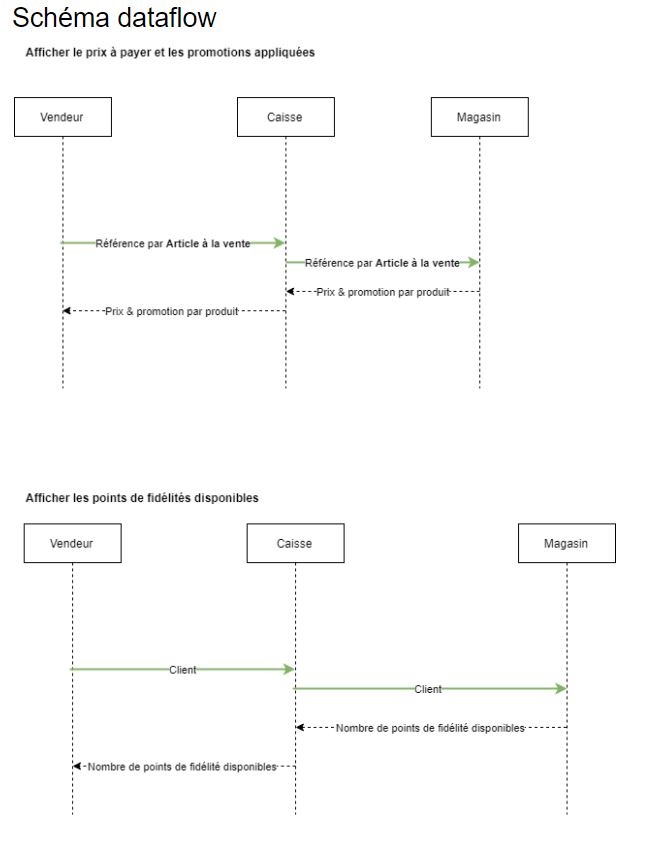 Schéma dataflow
Afficher le prix à payer et les promotions appliquées
Vendeur
Caisse
Magasin
Référence par Article à la vente
Référence par Article à la vente
Prix & promotion par produit
Prix & promotion par produit
Afficher les points de fidélités disponibles
Vendeur
Caisse
Magasin
Client
Client
Nombre de points de fidélité disponibles
Nombre de points de fidélité disponibles